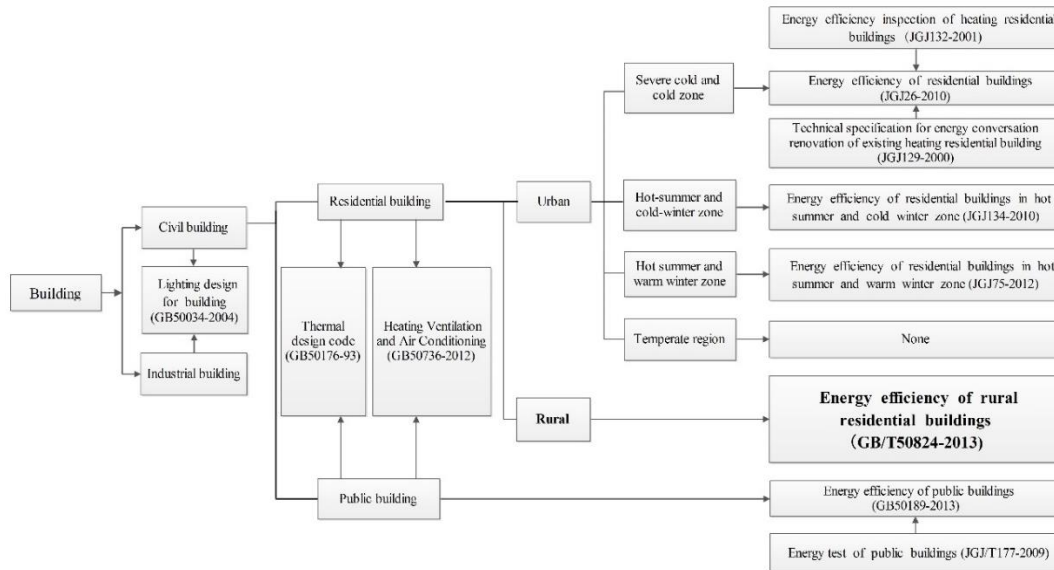 Energy efficiency inspection of heating residential
buildings （JGJ132-2001）
Severe cold and
cold zone
Energy efficiency of residential buildings
(JGJ26-2010)
Technical specification for energy conversation
renovation of existing heating residential building
(JGJ129-2000)
Residential building
Urban
Hot-summer and
cold-winter zone
Energy efficiency of residential buildings in hot
summer and cold winter zone (JGJ134-2010)
Civil building
Building
Lighting design
for building
(GB50034-2004)
Industrial building
Thermal
design code
(GB50176-93)
Heating Ventilation
and Air Conditioning
(GB50736-2012)
Hot summer and
warm winter zone
Energy efficiency of residential buildings in hot
summer and warm winter zone (JGJ75-2012)
Temperate region
None
Rural
Energy efficiency of rural
residential buildings
（GB/T50824-2013)
Public building
Energy efficiency of public buildings
(GB50189-2013)
Energy test of public buildings (JGJ/T177-2009)